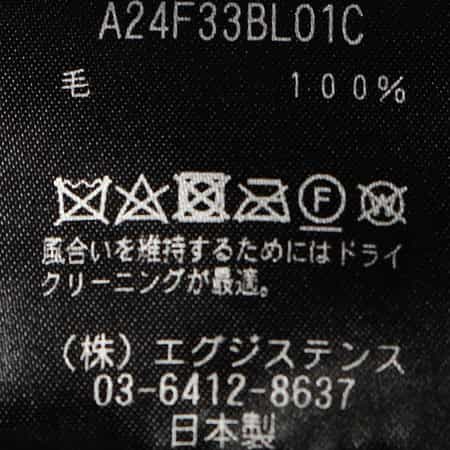 A24F33BL01C
毛 100%
F W
風合いを維持するためにはドライ
クリーニングが最適。
(株)エグジステンス
03-6412-8637
日本製